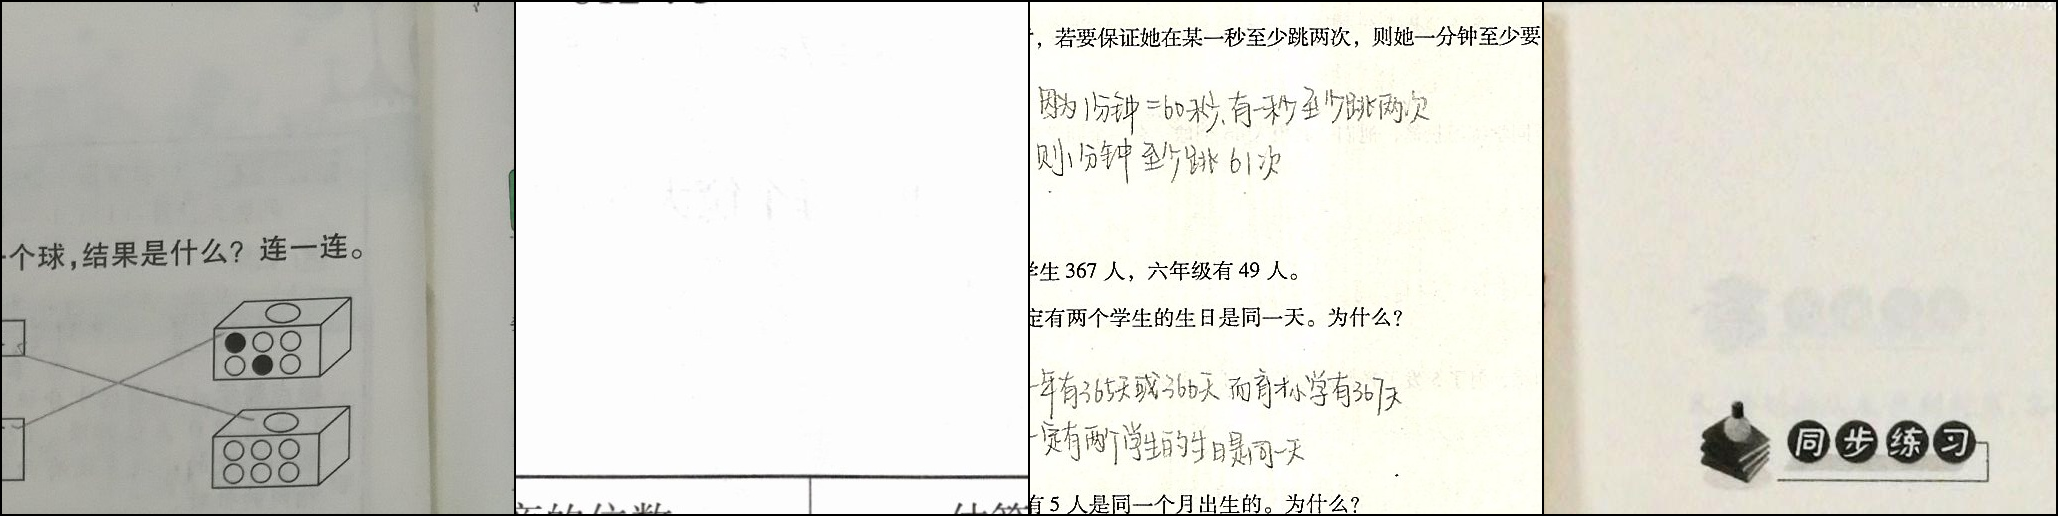 个球,结果是什么? 连一连。
,若要保证她在某一秒至少跳两次,则她一分钟至少要
因为1分钟=60秒,有一秒至少跳两次
则1分钟至少跳61次
学生367人,六年级有49人。
定有两个学生的生日是同一天。为什么?
一年有365天或366天 而育才小学有367天
一定有两个学生的生日是同一天
有5人是同一个月出生的。为什么?
同步练习